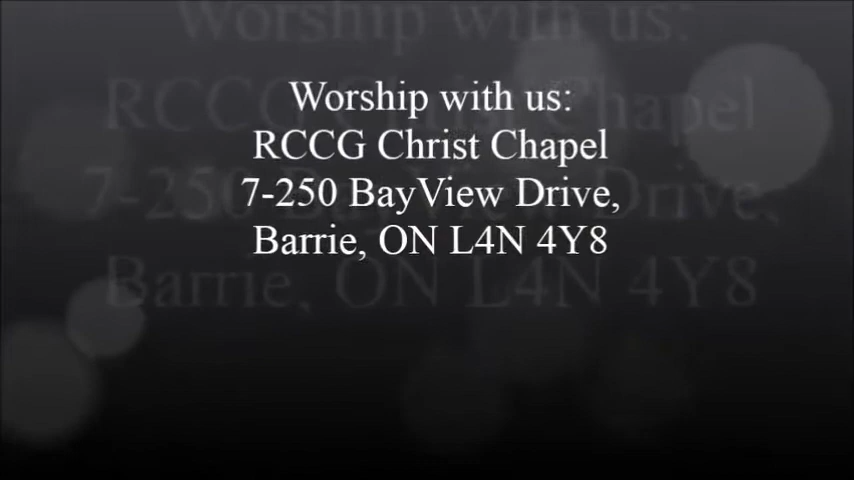 Worship with us:
RCCG Christ Chapel
7-250 BayView Drive,
Barrie, ON L4N 4Y8